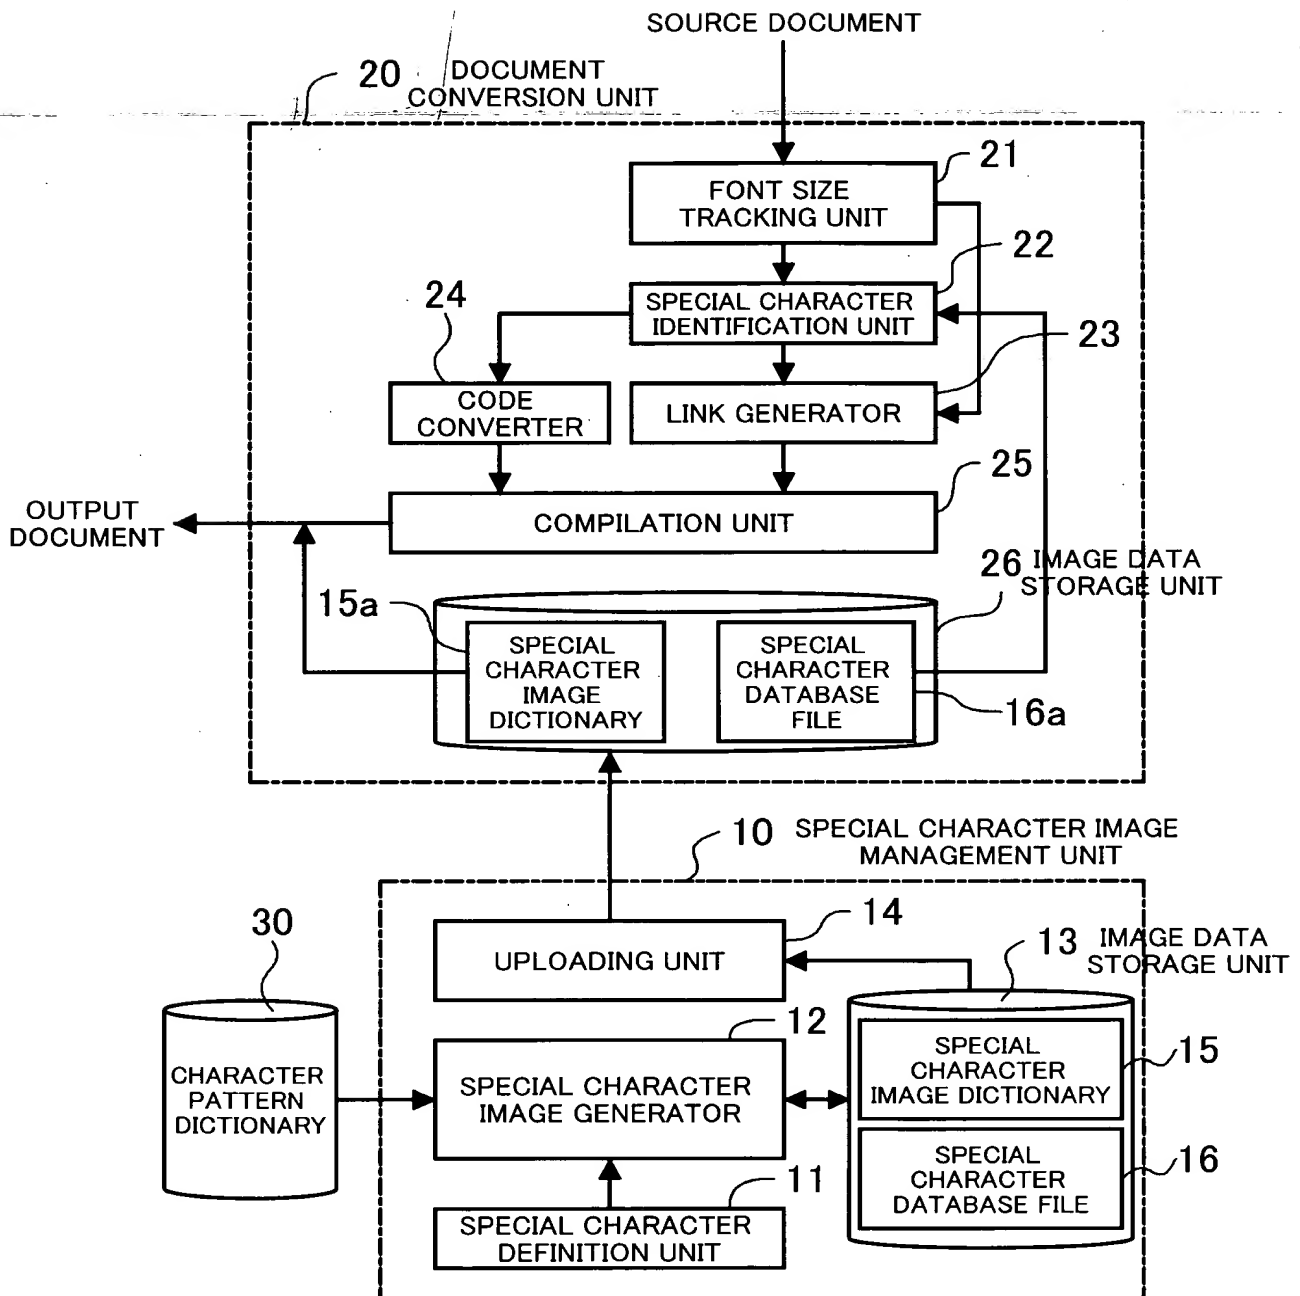 SOURCE DOCUMENT
20 DOCUMENT
CONVERSION UNIT
21
FONT SIZE
TRACKING UNIT
22
SPECIAL CHARACTER
IDENTIFICATION UNIT
24
23
CODE
CONVERTER
LINK GENERATOR
25
OUTPUT
DOCUMENT
COMPILATION UNIT
26 IMAGE DATA
STORAGE UNIT
15a
SPECIAL
CHARACTER
IMAGE
DICTIONARY
SPECIAL
CHARACTER
DATABASE
FILE
16a
10 SPECIAL CHARACTER IMAGE
MANAGEMENT UNIT
14
UPLOADING UNIT
13 IMAGE DATA
STORAGE UNIT
30
CHARACTER
PATTERN
DICTIONARY
12
SPECIAL CHARACTER
IMAGE GENERATOR
SPECIAL
CHARACTER
IMAGE DICTIONARY
15
SPECIAL
CHARACTER
DATABASE FILE
16
11
SPECIAL CHARACTER
DEFINITION UNIT